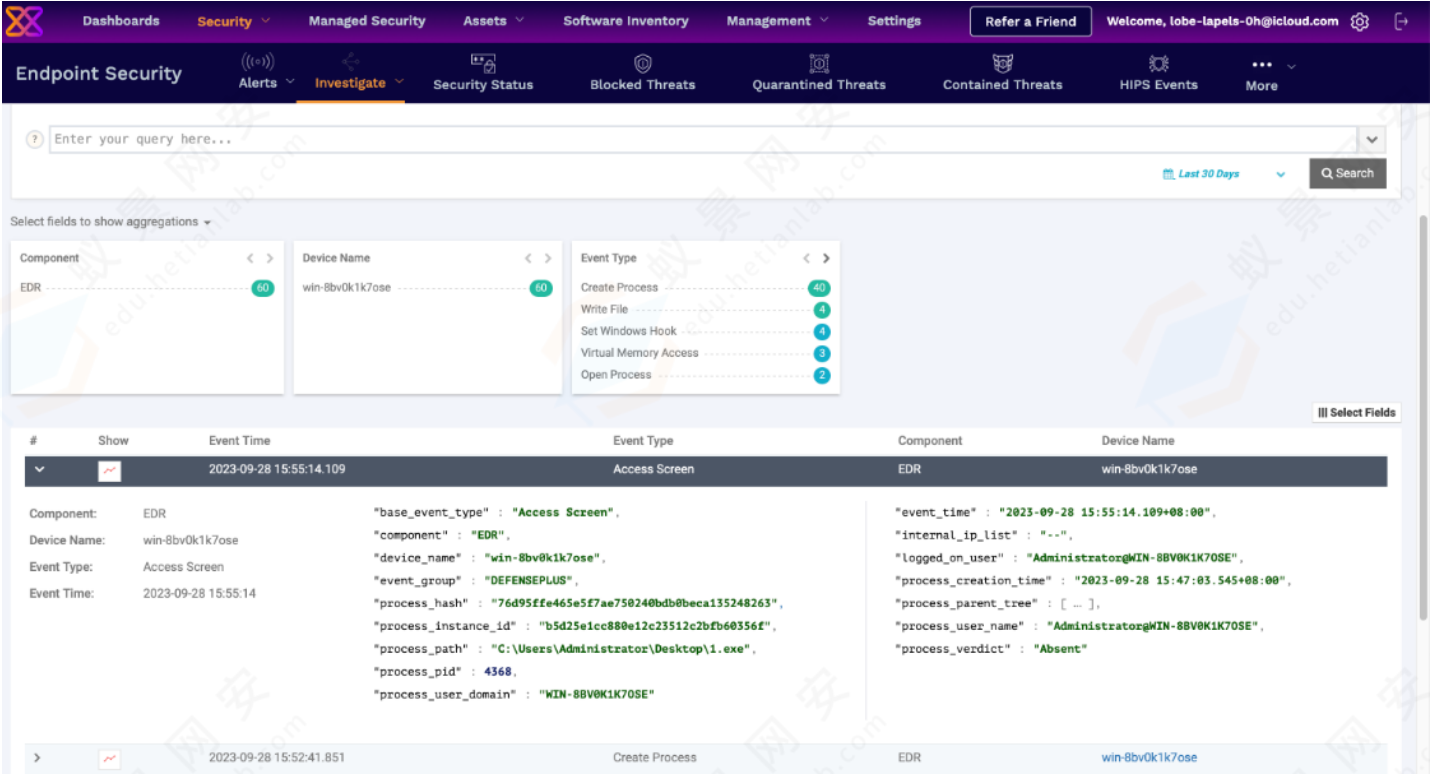 Dashboards Security Managed Security Assets Software Inventory Management Settings Refer a Friend Welcome, lobe-lapels-0h@icloud.com
Endpoint Security Alerts Investigate Security Status Blocked Threats Quarantined Threats Contained Threats HIPS Events More
? Enter your query here...
Last 30 Days Search
Select fields to show aggregations
Component
EDR 60
Device Name
win-8bv0k1k7ose 60
Event Type
Create Process 40
Write File 4
Set Windows Hook 4
Virtual Memory Access 3
Open Process 2
Select Fields
# Show Event Time Event Type Component Device Name
2023-09-28 15:55:14.109 Access Screen EDR win-8bv0k1k7ose
Component: EDR
Device Name: win-8bv0k1k7ose
Event Type: Access Screen
Event Time: 2023-09-28 15:55:14
"base_event_type" : "Access Screen",
"component" : "EDR",
"device_name" : "win-8bv0k1k7ose",
"event_group" : "DEFENSEPLUS",
"process_hash" : "76d95ffe465e5f7ae750240bdb0beca135248263",
"process_instance_id" : "b5d25e1cc880e12c23512c2bfb60356f",
"process_path" : "C:\Users\Administrator\Desktop\1.exe",
"process_pid" : 4368,
"process_user_domain" : "WIN-8BV0K1K7OSE"
"event_time" : "2023-09-28 15:55:14.109+08:00",
"internal_ip_list" : "--",
"logged_on_user" : "Administrator@WIN-8BV0K1K7OSE",
"process_creation_time" : "2023-09-28 15:47:03.545+08:00",
"process_parent_tree" : [ … ],
"process_user_name" : "Administrator@WIN-8BV0K1K7OSE",
"process_verdict" : "Absent"
2023-09-28 15:52:41.851 Create Process EDR win-8bv0k1k7ose
蚁景网安
edu.hetianlab.com